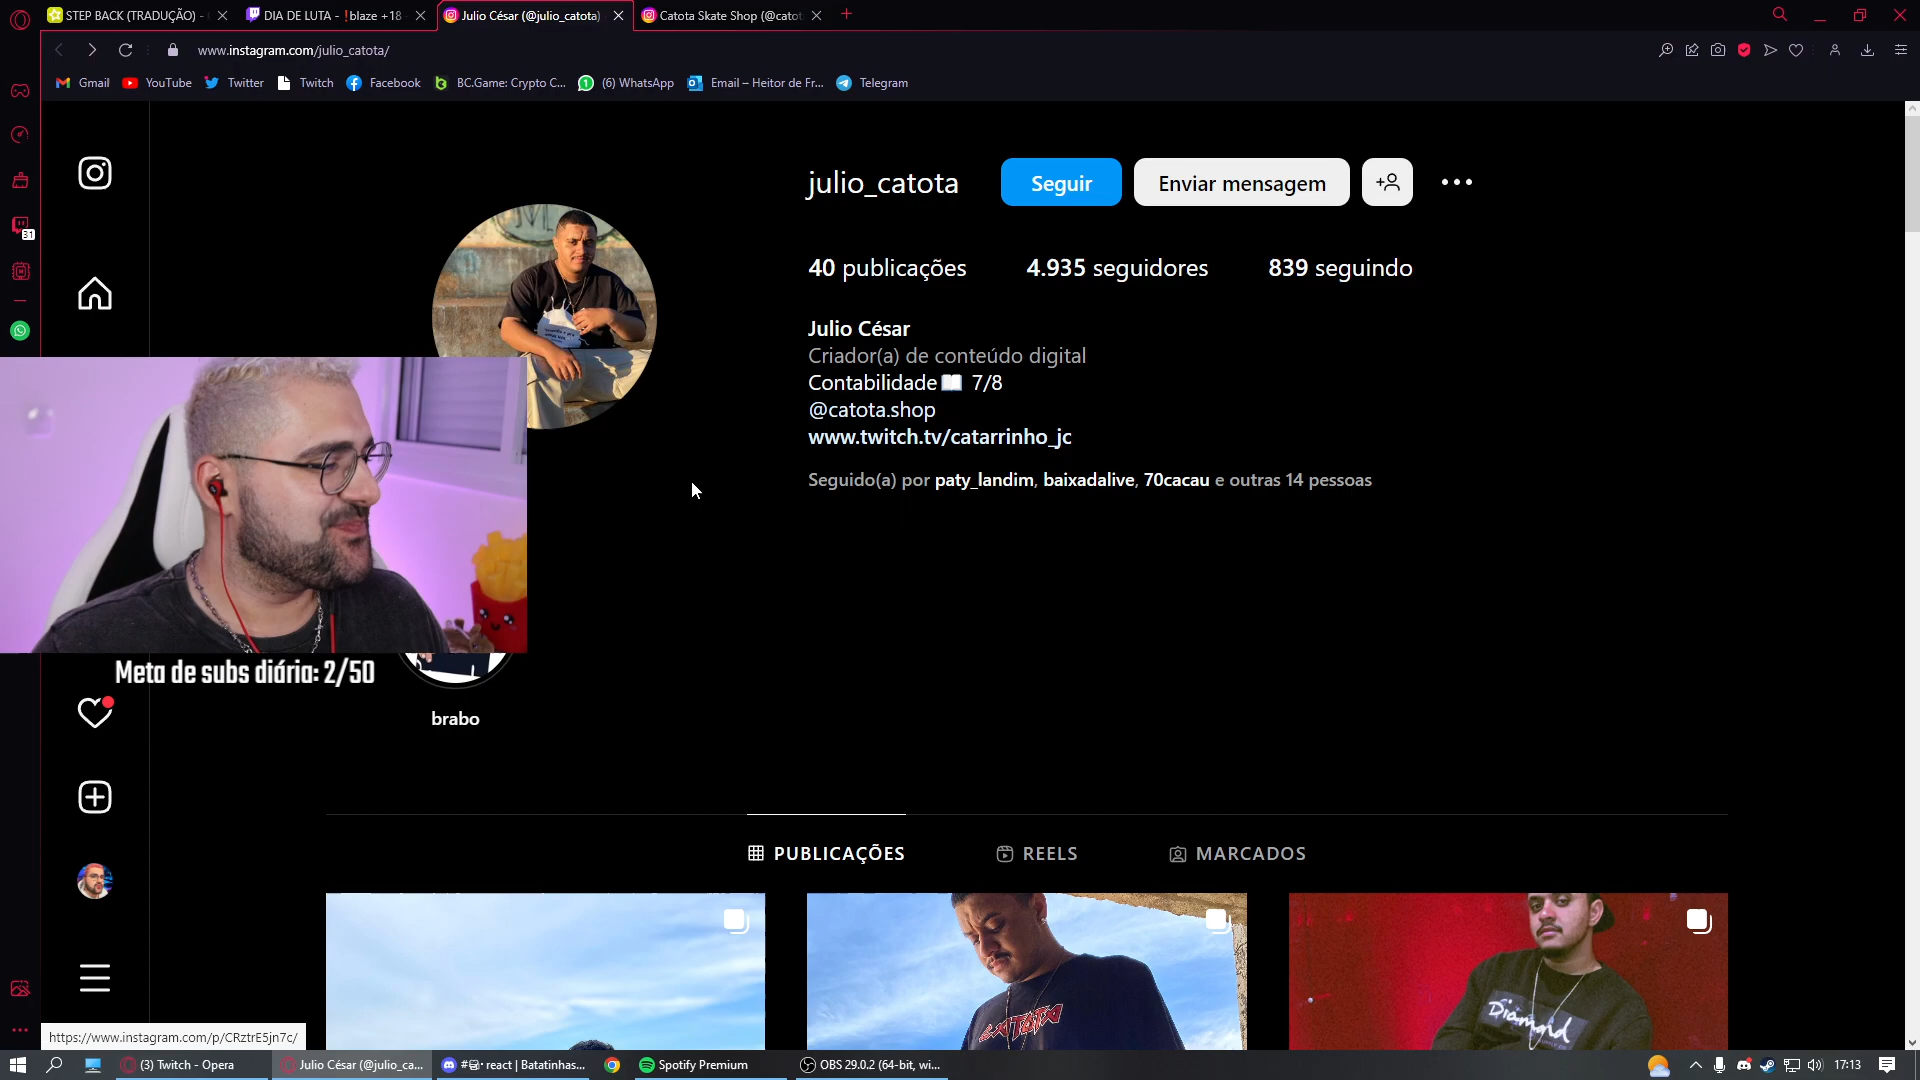 STEP BACK (TRADUÇÃO) -
DIA DE LUTA - ❗blaze +18
Julio César (@julio_catota)
Catota Skate Shop (@catot
www.instagram.com/julio_catota/
Gmail
YouTube
Twitter
Twitch
Facebook
BC.Game: Crypto C...
(6) WhatsApp
Email – Heitor de Fr...
Telegram
31
julio_catota
Seguir
Enviar mensagem
40 publicações
4.935 seguidores
839 seguindo
Julio César
Criador(a) de conteúdo digital
Contabilidade📖 7/8
@catota.shop
www.twitch.tv/catarrinho_jc
Seguido(a) por paty_landim, baixadalive, 70cacau e outras 14 pessoas
Meta de subs diária: 2/50
brabo
PUBLICAÇÕES
REELS
MARCADOS
CATOTA
Diamond
https://www.instagram.com/p/CRztrE5jn7c/
(3) Twitch - Opera
Julio César (@julio_ca...
react | Batatinhas...
Spotify Premium
OBS 29.0.2 (64-bit, wi...
17:13